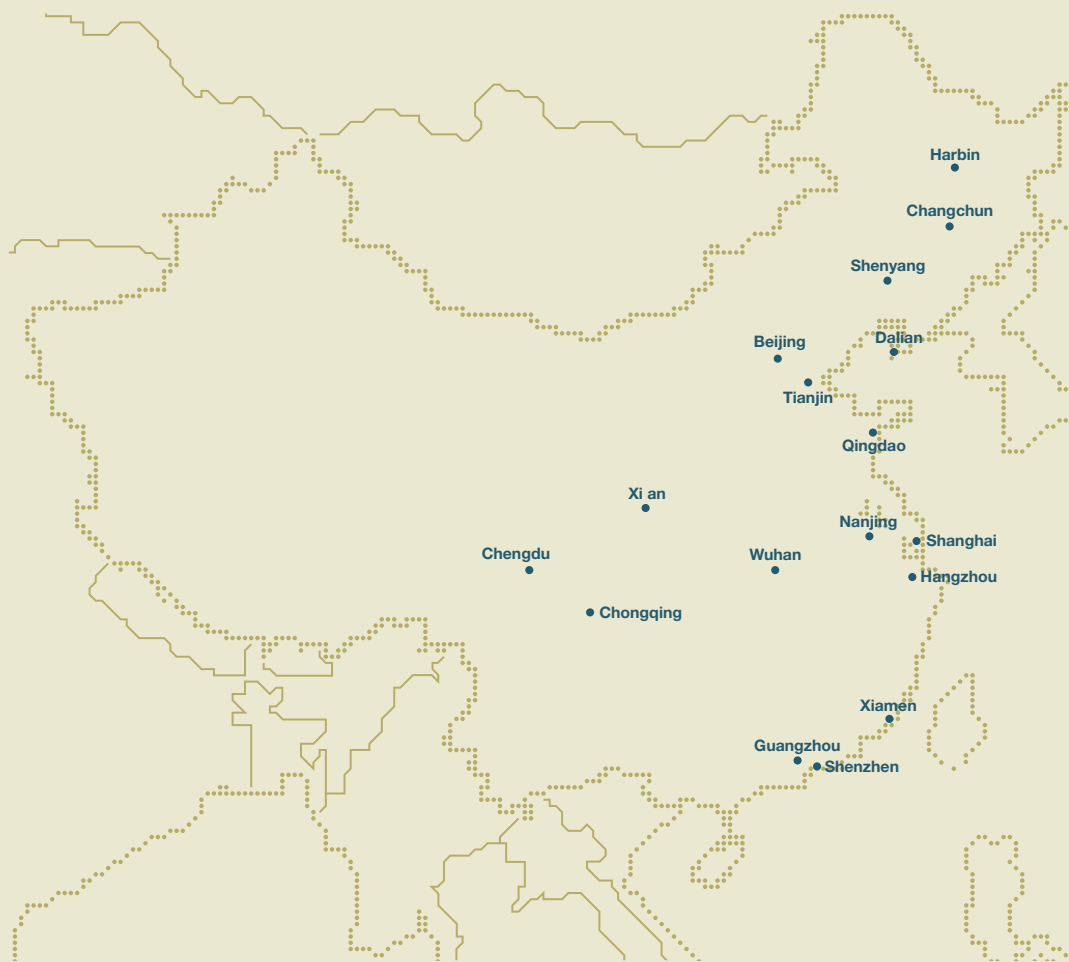 Harbin
Changchun
Shenyang
Dalian
Beijing
Tianjin
Qingdao
Xi an
Nanjing
Shanghai
Chengdu
Wuhan
Hangzhou
Chongqing
Xiamen
Guangzhou
Shenzhen